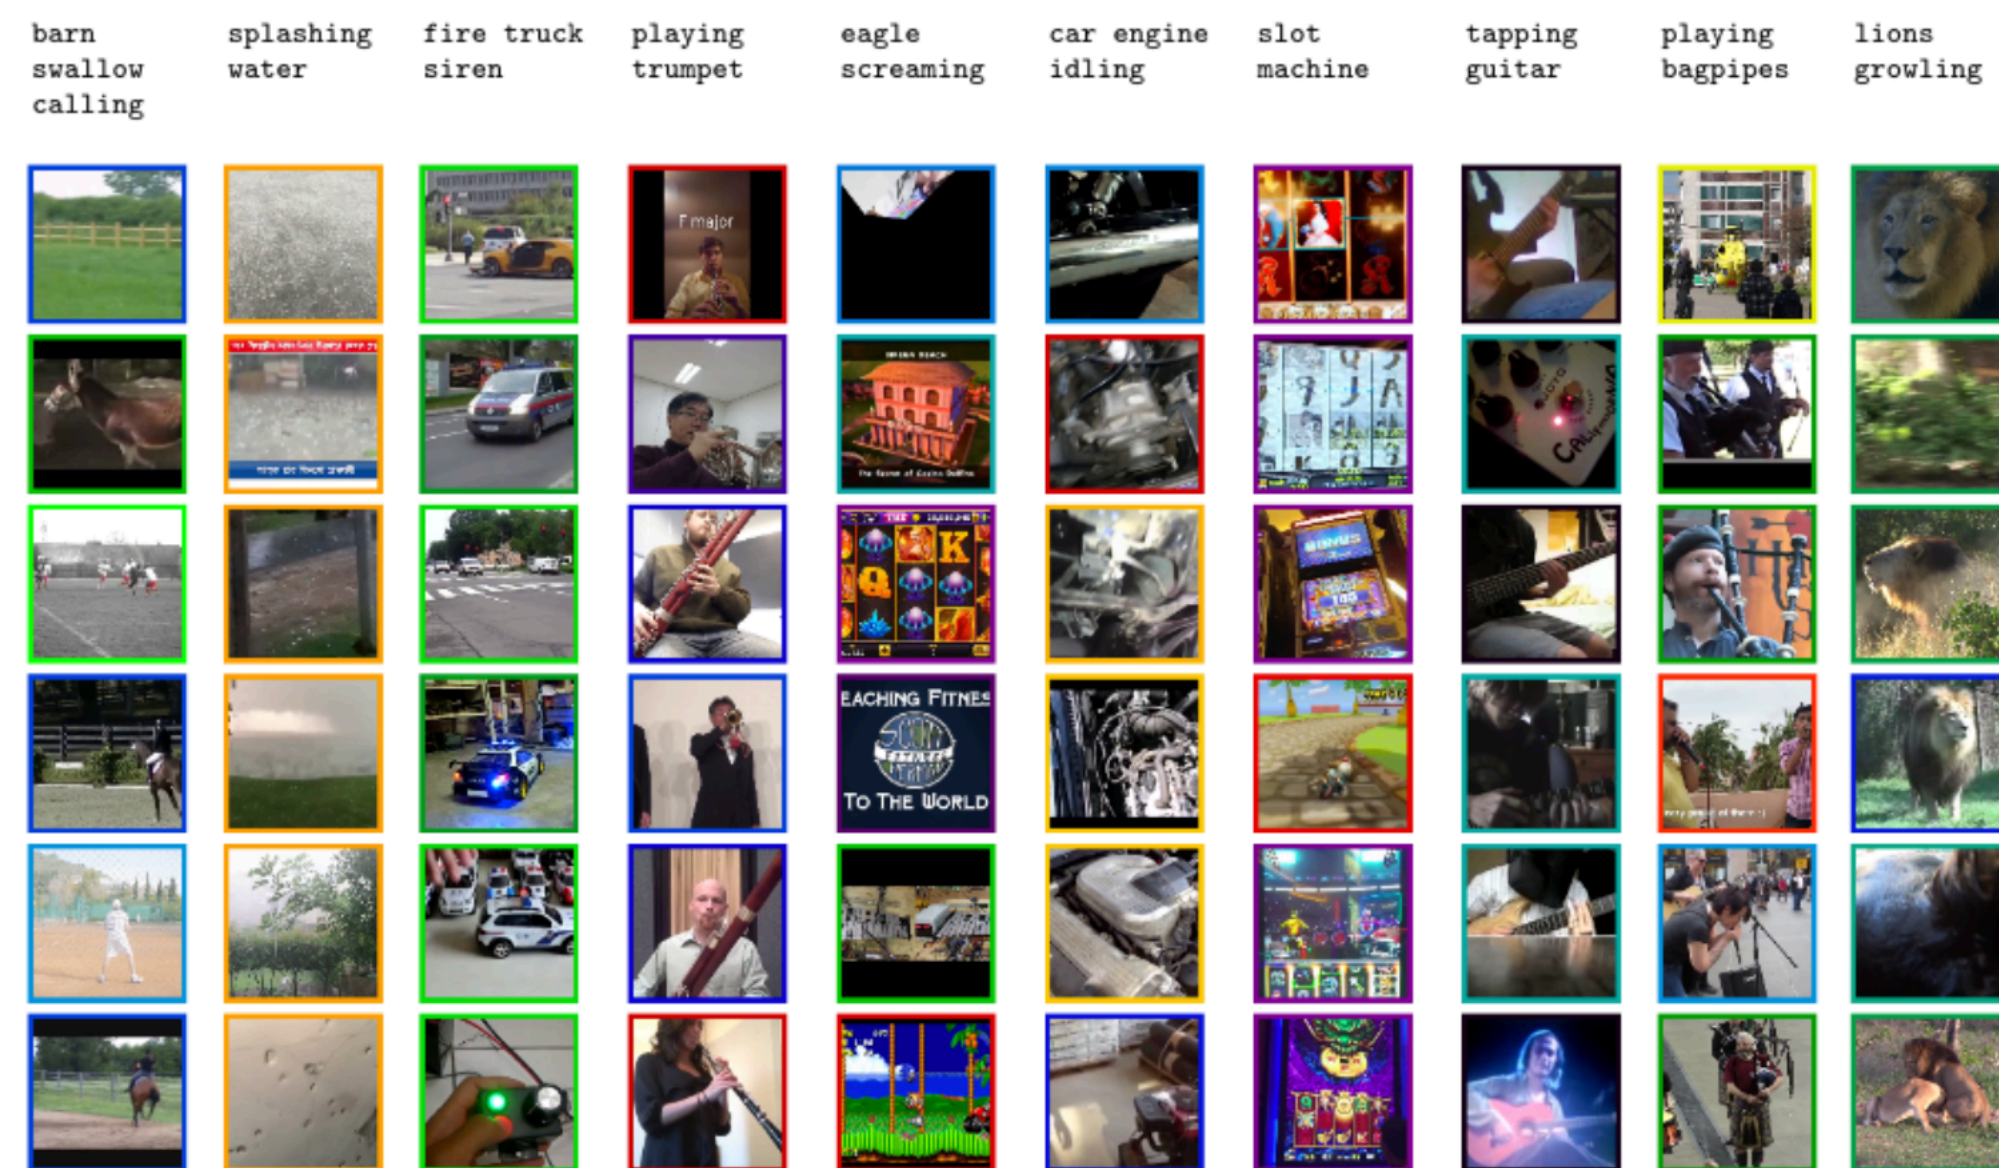 barn
swallow
calling
splashing
water
fire truck
siren
playing
trumpet
eagle
screaming
car engine
idling
slot
machine
tapping
guitar
playing
bagpipes
lions
growling
F major
BONUS
EACHING FITNES
TO THE WORLD